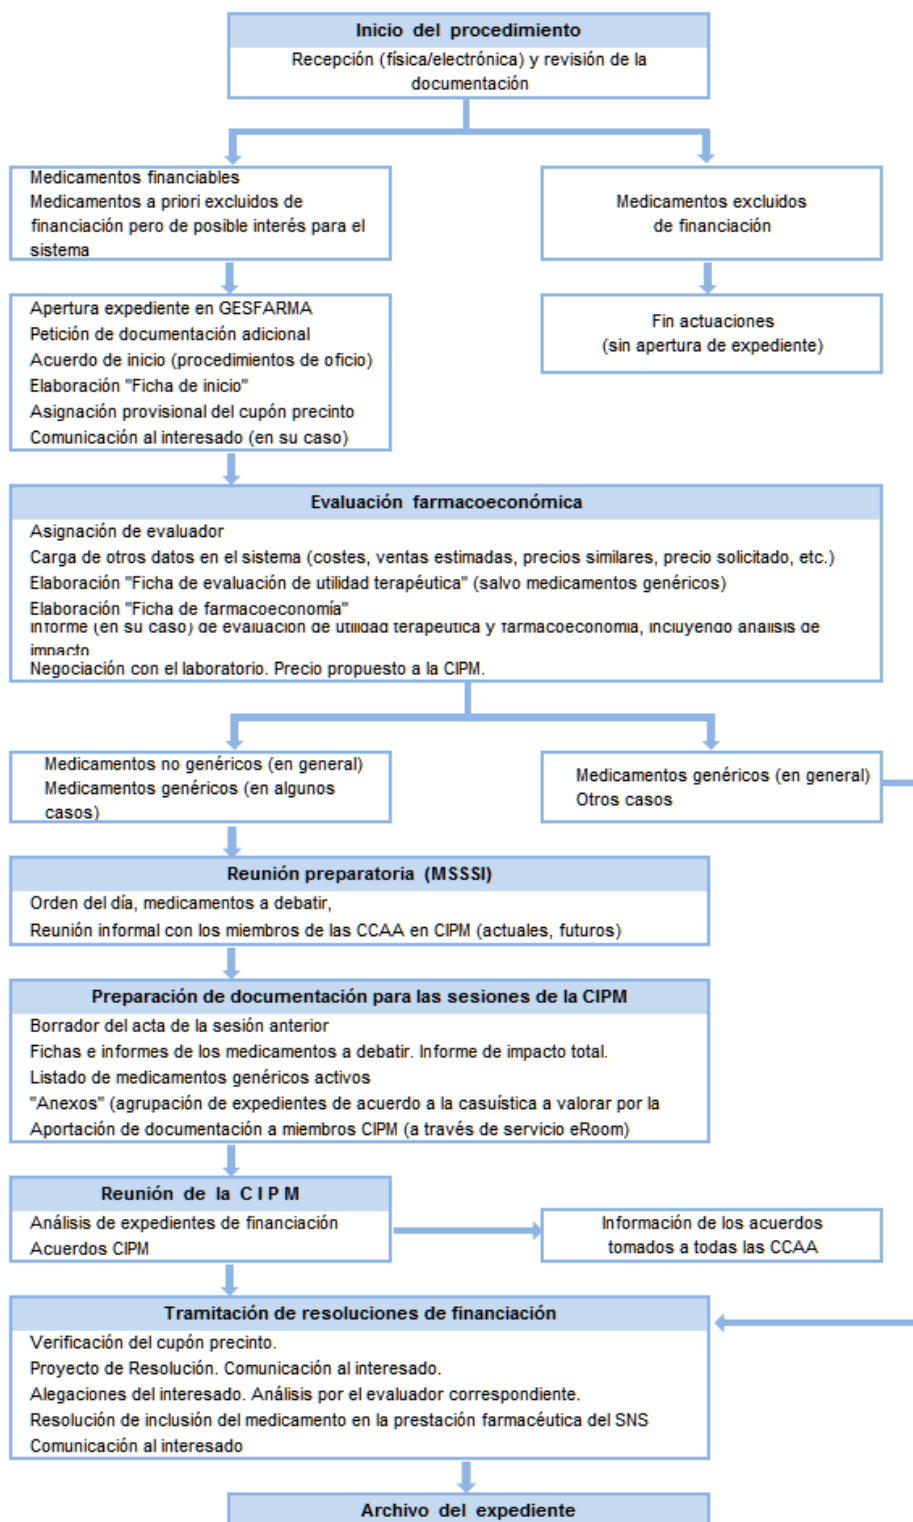 Inicio del procedimiento
Recepción (física/electrónica) y revisión de la
documentación
Medicamentos financiables
Medicamentos a priori excluidos de
financiación pero de posible interés para el
sistema
Medicamentos excluidos
de financiación
Apertura expediente en GESFARMA
Petición de documentación adicional
Acuerdo de inicio (procedimientos de oficio)
Elaboración "Ficha de inicio"
Asignación provisional del cupón precinto
Comunicación al interesado (en su caso)
Fin actuaciones
(sin apertura de expediente)
Evaluación farmacoeconómica
Asignación de evaluador
Carga de otros datos en el sistema (costes, ventas estimadas, precios similares, precio solicitado, etc.)
Elaboración "Ficha de evaluación de utilidad terapéutica" (salvo medicamentos genéricos)
Elaboración "Ficha de farmacoeconomía"
Informe (en su caso) de evaluación de utilidad terapéutica y farmacoeconomía, incluyendo análisis de
impacto
Negociación con el laboratorio. Precio propuesto a la CIPM.
Medicamentos no genéricos (en general)
Medicamentos genéricos (en algunos
casos)
Medicamentos genéricos (en general)
Otros casos
Reunión preparatoria (MSSSI)
Orden del día, medicamentos a debatir,
Reunión informal con los miembros de las CCAA en CIPM (actuales, futuros)
Preparación de documentación para las sesiones de la CIPM
Borrador del acta de la sesión anterior
Fichas e informes de los medicamentos a debatir. Informe de impacto total.
Listado de medicamentos genéricos activos
"Anexos" (agrupación de expedientes de acuerdo a la casuística a valorar por la
Aportación de documentación a miembros CIPM (a través de servicio eRoom)
Reunión de la C I P M
Análisis de expedientes de financiación
Acuerdos CIPM
Información de los acuerdos
tomados a todas las CCAA
Tramitación de resoluciones de financiación
Verificación del cupón precinto.
Proyecto de Resolución. Comunicación al interesado.
Alegaciones del interesado. Análisis por el evaluador correspondiente.
Resolución de inclusión del medicamento en la prestación farmacéutica del SNS
Comunicación al interesado
Archivo del expediente